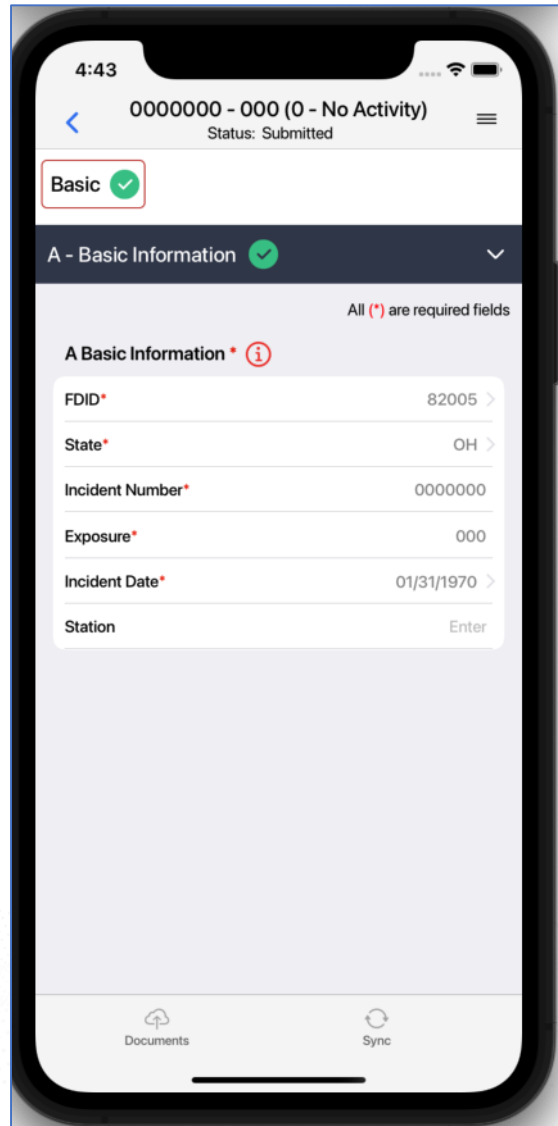 4:43
0000000 - 000 (0 - No Activity)
Status: Submitted
Basic
A - Basic Information
All (*) are required fields
A Basic Information *
FDID* 82005
State* OH
Incident Number* 0000000
Exposure* 000
Incident Date* 01/31/1970
Station Enter
Documents Sync